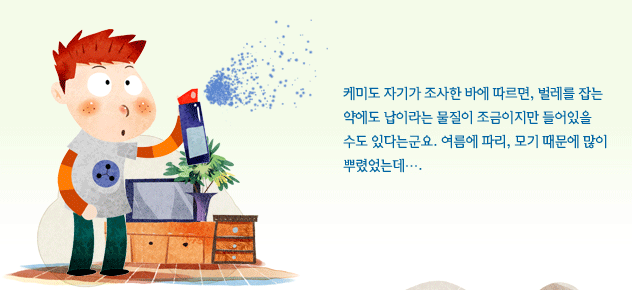 케미도 자기가 조사한 바에 따르면, 벌레를 잡는
약에도 납이라는 물질이 조금이지만 들어있을
수도 있다는군요. 여름에 파리, 모기 때문에 많이
뿌렸었는데….